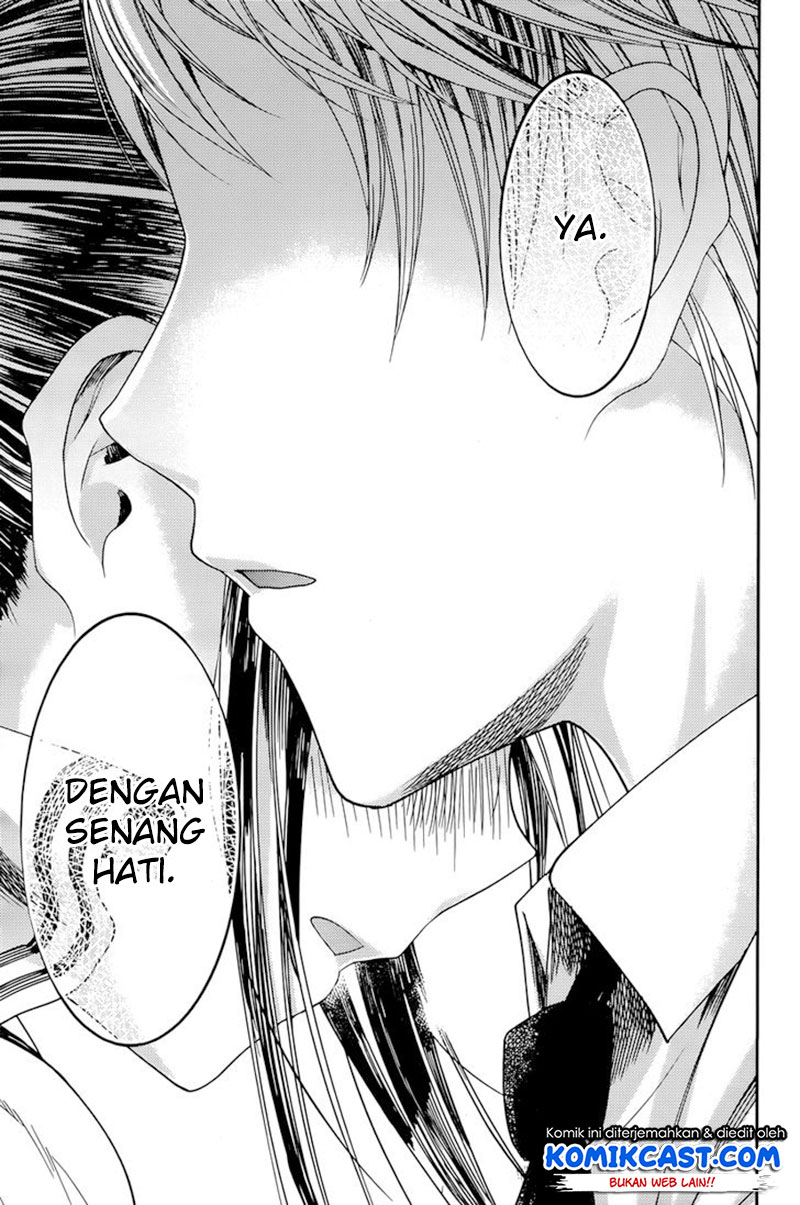 YA.
DENGAN
SENANG
HATI.
Komik ini diterjemahkan & diedit oleh
KOMIKCAST.COM
BUKAN WEB LAIN!!